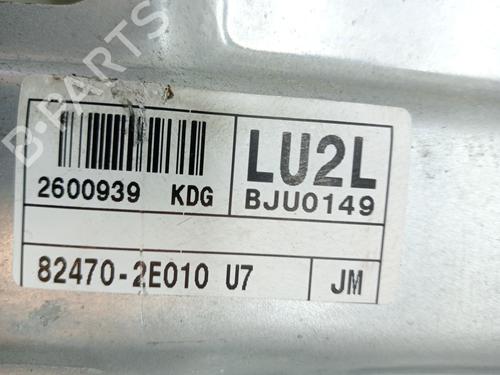 B-PARTS
2600939 KDG
LU2L
BJU0149
82470-2E010 U7
JM